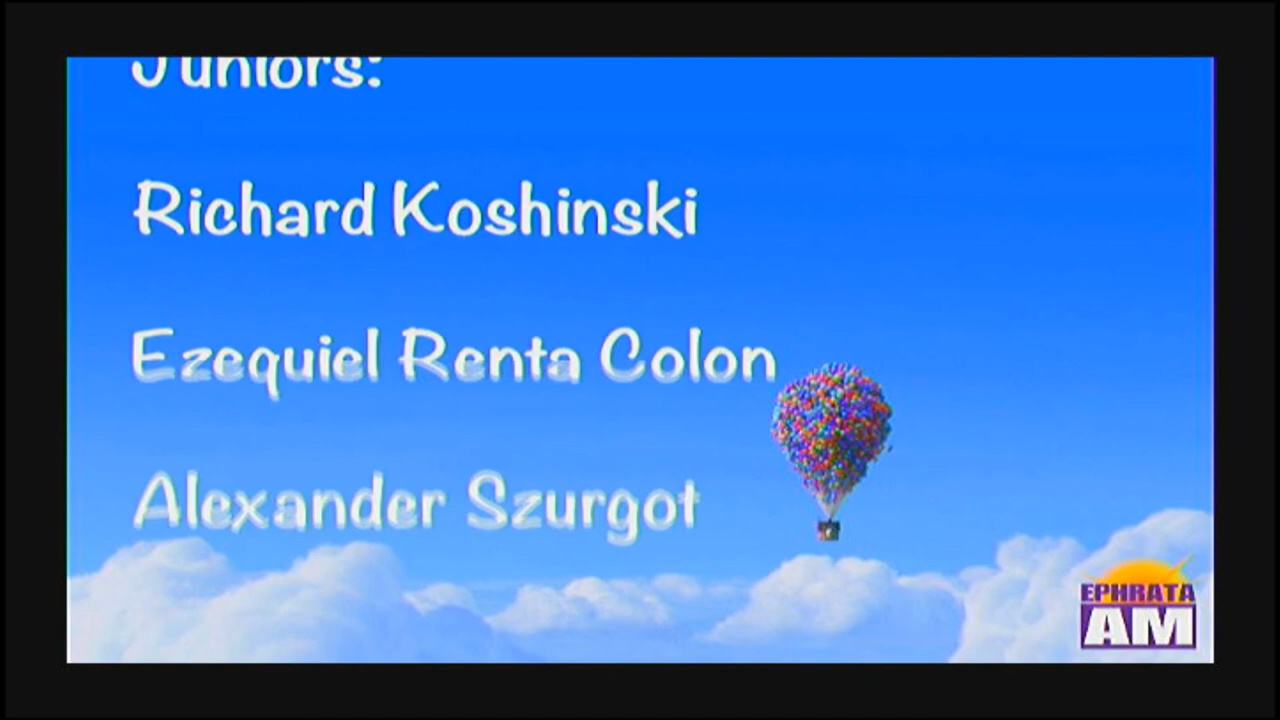 Juniors:
Richard Koshinski
Ezequiel Renta Colon
Alexander Szurgot
EPHRATA
AM